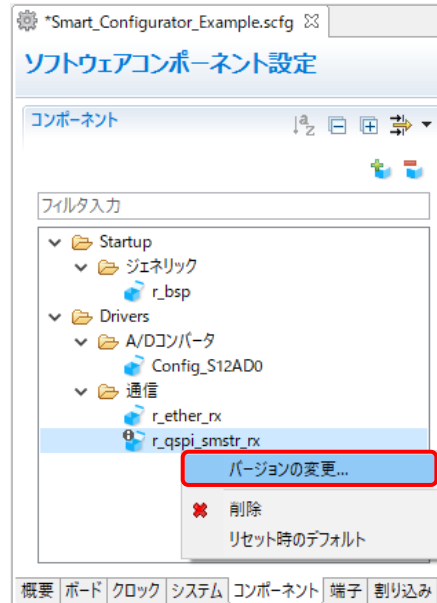 *Smart_Configurator_Example.scfg
ソフトウェアコンポーネント設定
コンポーネント
フィルタ入力
Startup
ジェネリック
r_bsp
Drivers
A/Dコンバータ
Config_S12AD0
通信
r_ether_rx
r_qspi_smstr_rx
バージョンの変更...
削除
リセット時のデフォルト
概要 ボード クロック システム コンポーネント 端子 割り込み